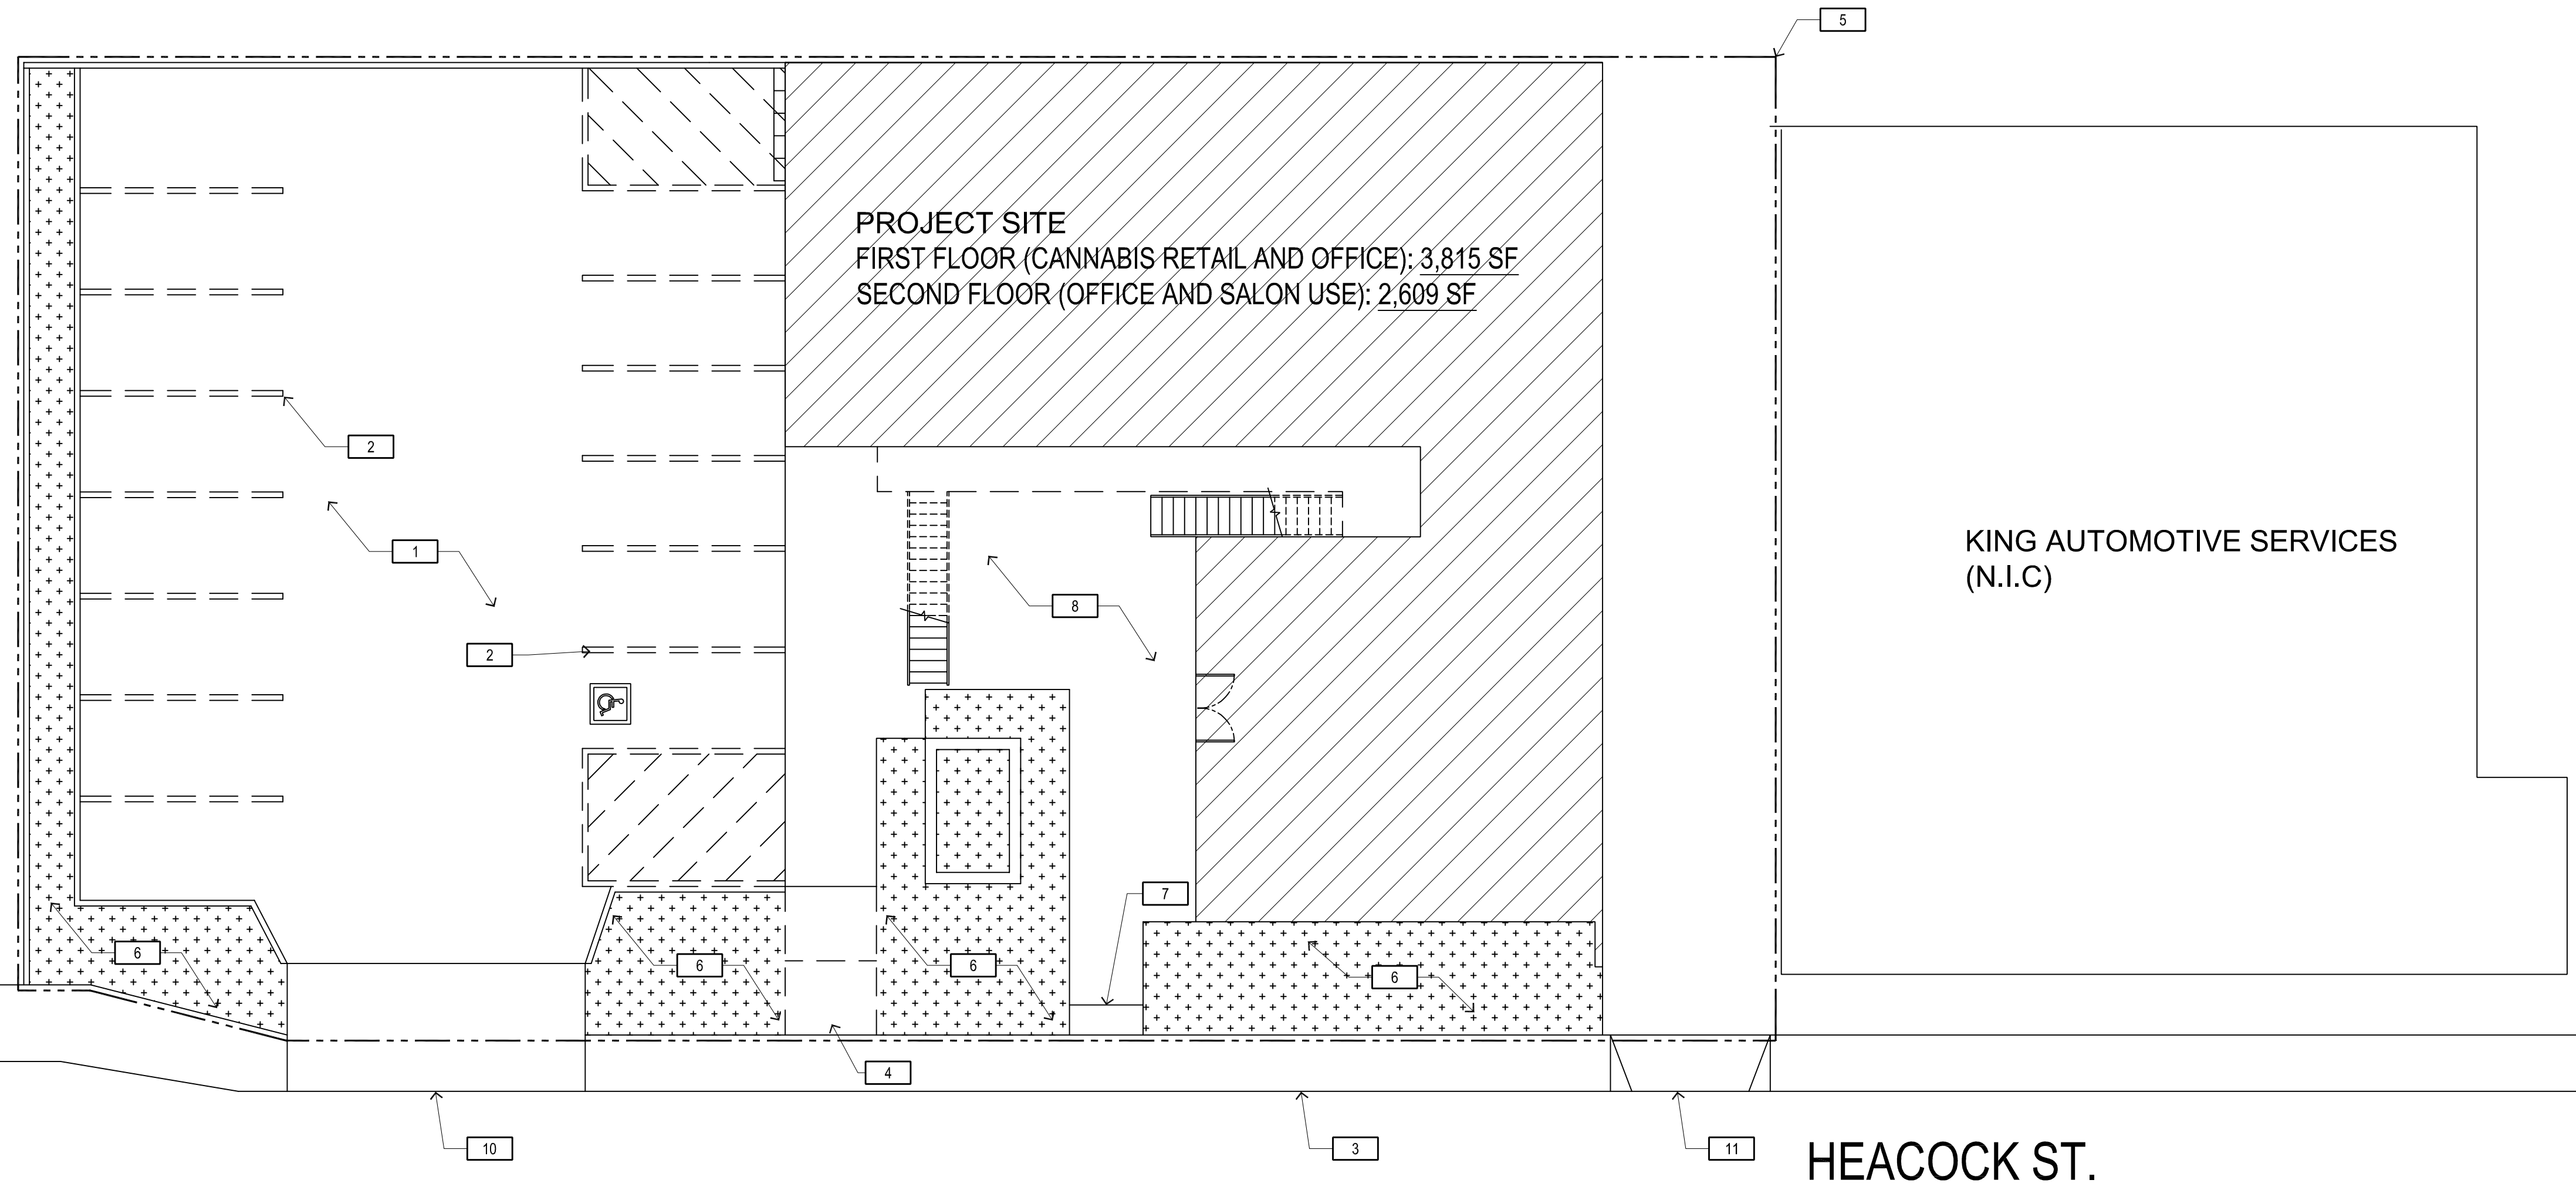 5
PROJECT SITE
FIRST FLOOR (CANNABIS RETAIL AND OFFICE): 3,815 SF
SECOND FLOOR (OFFICE AND SALON USE): 2,609 SF
2
1
KING AUTOMOTIVE SERVICES
(N.I.C)
8
2
7
6
6
6
6
4
10
3
11
HEACOCK ST.